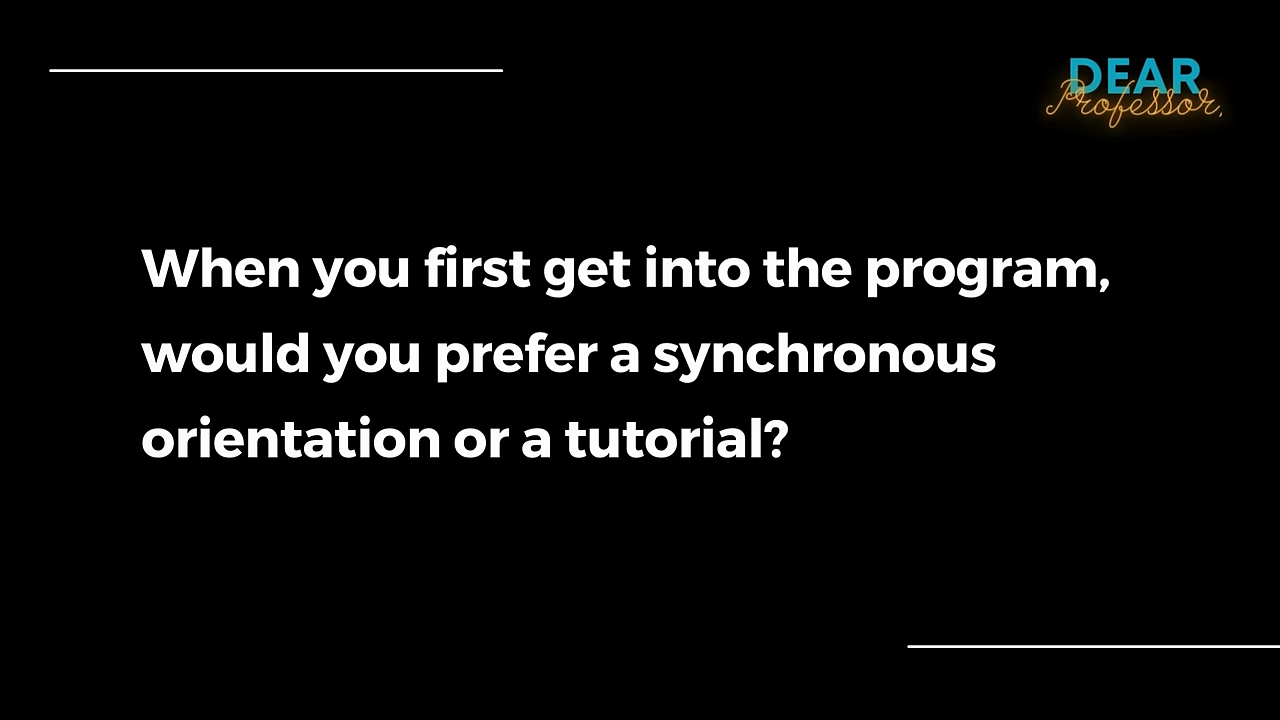 DEAR
Professor,
When you first get into the program,
would you prefer a synchronous
orientation or a tutorial?